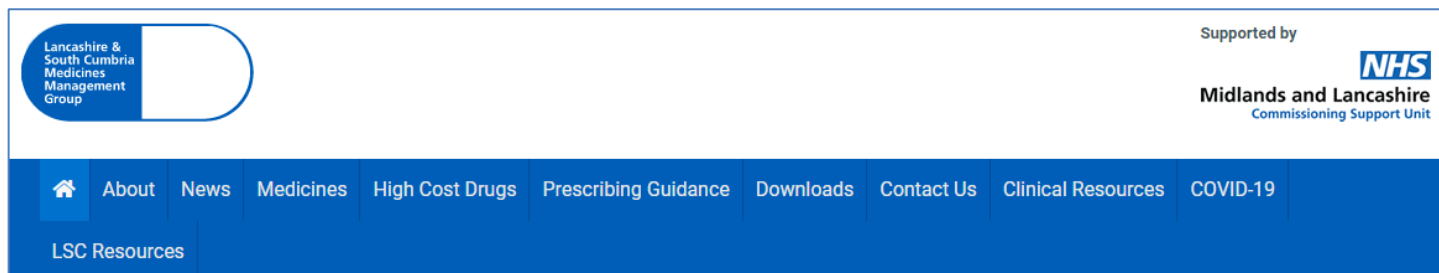 Lancashire &
South Cumbria
Medicines
Management
Group
Supported by
NHS
Midlands and Lancashire
Commissioning Support Unit
About News Medicines High Cost Drugs Prescribing Guidance Downloads Contact Us Clinical Resources COVID-19
LSC Resources